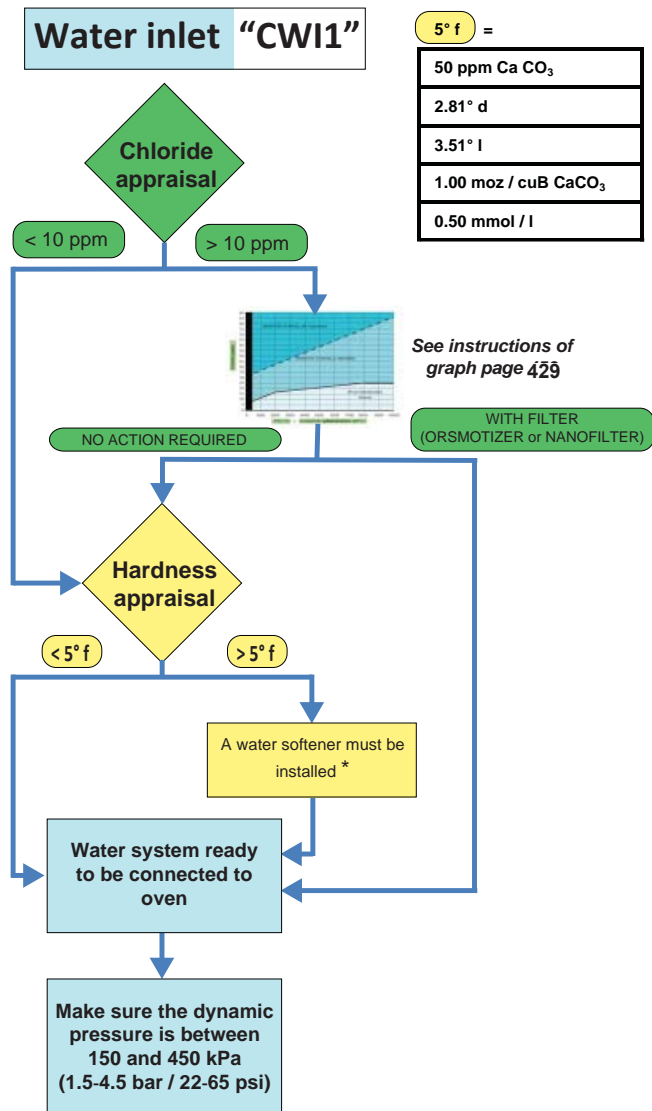 Water inlet "CWI1"
5° f =
50 ppm Ca CO₃
2.81° d
3.51° l
1.00 moz / cuB CaCO₃
0.50 mmol / l
Chloride
appraisal
< 10 ppm
> 10 ppm
See instructions of
graph page 429
NO ACTION REQUIRED
WITH FILTER
(ORSMOTIZER or NANOFILTER)
Hardness
appraisal
< 5° f
> 5° f
A water softener must be
installed *
Water system ready
to be connected to
oven
Make sure the dynamic
pressure is between
150 and 450 kPa
(1.5-4.5 bar / 22-65 psi)